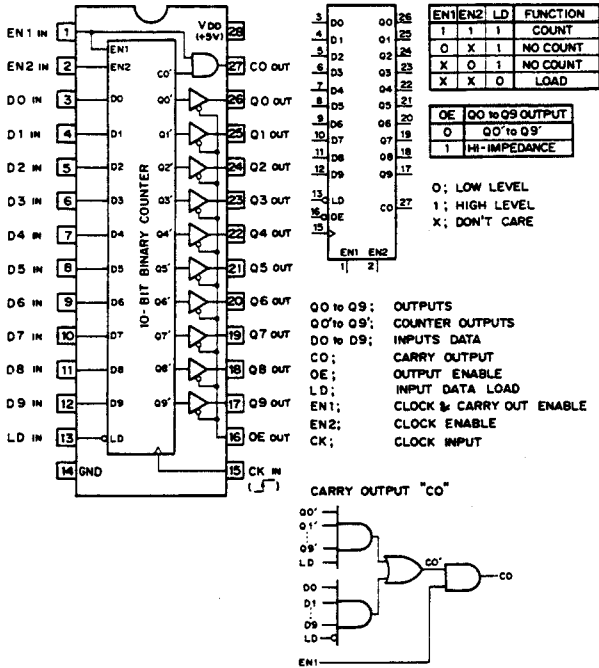 VDD
(+5V)
EN1 IN 1 EN1 28
EN2 IN 2 EN2 CO' 27 CO OUT
D0 IN 3 D0 Q0' 26 Q0 OUT
D1 IN 4 D1 Q1' 25 Q1 OUT
D2 IN 5 D2 Q2' 24 Q2 OUT
D3 IN 6 D3 Q3' 23 Q3 OUT
D4 IN 7 D4 Q4' 22 Q4 OUT
D5 IN 8 D5 Q5' 21 Q5 OUT
D6 IN 9 D6 Q6' 20 Q6 OUT
D7 IN 10 D7 Q7' 19 Q7 OUT
D8 IN 11 D8 Q8' 18 Q8 OUT
D9 IN 12 D9 Q9' 17 Q9 OUT
LD IN 13 LD 16 OE OUT
14 GND 15 CK IN
10-BIT BINARY COUNTER
3 D0 Q0 26
4 D1 Q1 25
5 D2 Q2 24
6 D3 Q3 23
7 D4 Q4 22
8 D5 Q5 21
9 D6 Q6 20
10 D7 Q7 19
11 D8 Q8 18
12 D9 Q9 17
13 LD CO 27
16 OE
15
EN1 EN2
1 2
EN1 EN2 LD FUNCTION
1 1 1 COUNT
0 X 1 NO COUNT
X 0 1 NO COUNT
X X 0 LOAD
OE Q0 to Q9 OUTPUT
0 Q0' to Q9'
1 HI-IMPEDANCE
0; LOW LEVEL
1; HIGH LEVEL
X; DON'T CARE
Q0 to Q9; OUTPUTS
Q0' to Q9'; COUNTER OUTPUTS
D0 to D9; INPUTS DATA
CO; CARRY OUTPUT
OE; OUTPUT ENABLE
LD; INPUT DATA LOAD
EN1; CLOCK & CARRY OUT ENABLE
EN2; CLOCK ENABLE
CK; CLOCK INPUT
CARRY OUTPUT "CO"
Q0'
Q1'
Q9'
LD
CO'
CO
D0
D1
D9
LD
EN1